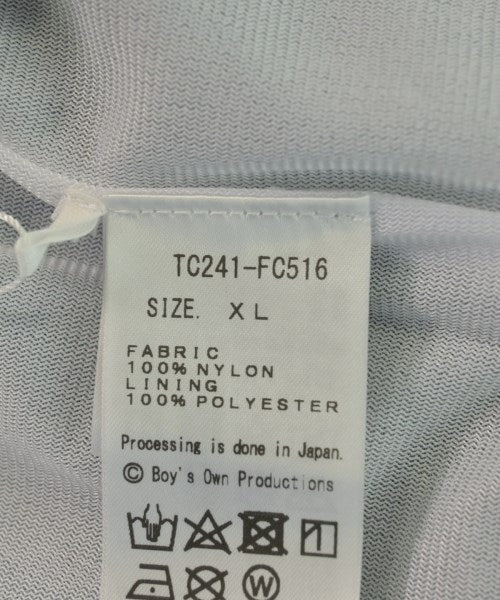 TC241-FC516
SIZE. XL
FABRIC
100% NYLON
LINING
100% POLYESTER
Processing is done in Japan.
© Boy's Own Productions
W